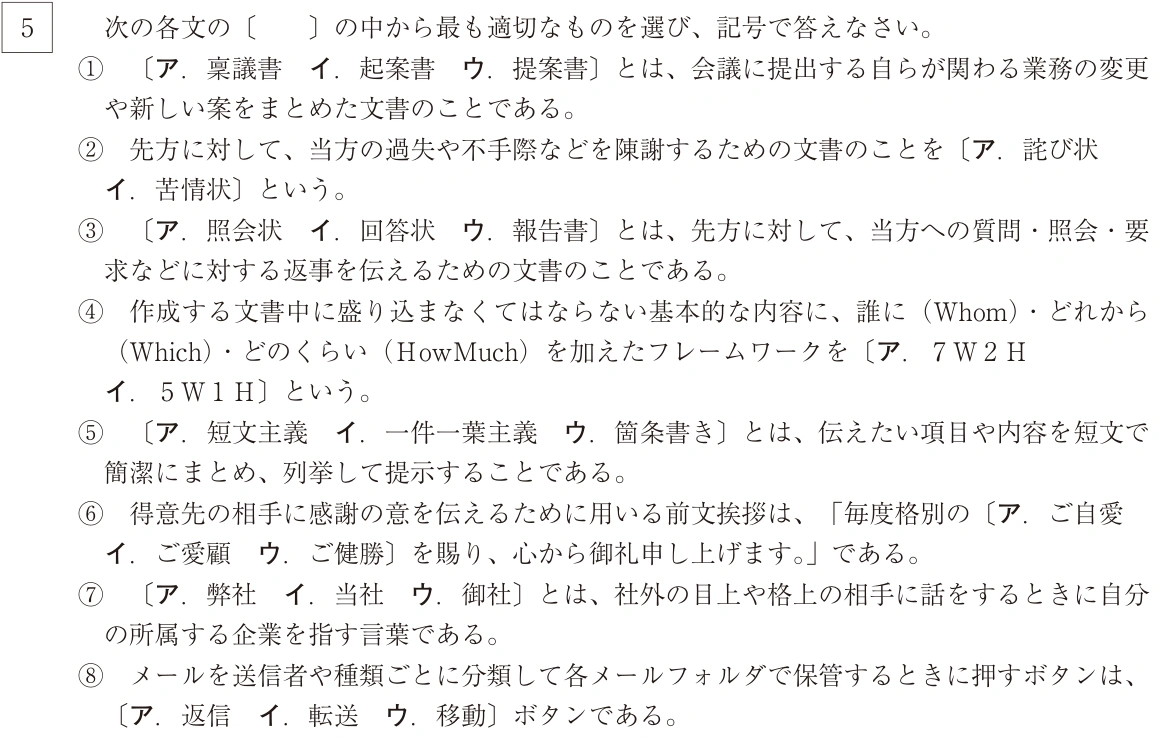 5　次の各文の〔　　〕の中から最も適切なものを選び、記号で答えなさい。
①　〔ア．稟議書　イ．起案書　ウ．提案書〕とは、会議に提出する自らが関わる業務の変更
や新しい案をまとめた文書のことである。
②　先方に対して、当方の過失や不手際などを陳謝するための文書のことを〔ア．詫び状
イ．苦情状〕という。
③　〔ア．照会状　イ．回答状　ウ．報告書〕とは、先方に対して、当方への質問・照会・要
求などに対する返事を伝えるための文書のことである。
④　作成する文書中に盛り込まなくてはならない基本的な内容に、誰に（Whom）・どれから
（Which）・どのくらい（HowMuch）を加えたフレームワークを〔ア．７Ｗ２Ｈ
イ．５Ｗ１Ｈ〕という。
⑤　〔ア．短文主義　イ．一件一葉主義　ウ．箇条書き〕とは、伝えたい項目や内容を短文で
簡潔にまとめ、列挙して提示することである。
⑥　得意先の相手に感謝の意を伝えるために用いる前文挨拶は、「毎度格別の〔ア．ご自愛
イ．ご愛顧　ウ．ご健勝〕を賜り、心から御礼申し上げます。」である。
⑦　〔ア．弊社　イ．当社　ウ．御社〕とは、社外の目上や格上の相手に話をするときに自分
の所属する企業を指す言葉である。
⑧　メールを送信者や種類ごとに分類して各メールフォルダで保管するときに押すボタンは、
〔ア．返信　イ．転送　ウ．移動〕ボタンである。